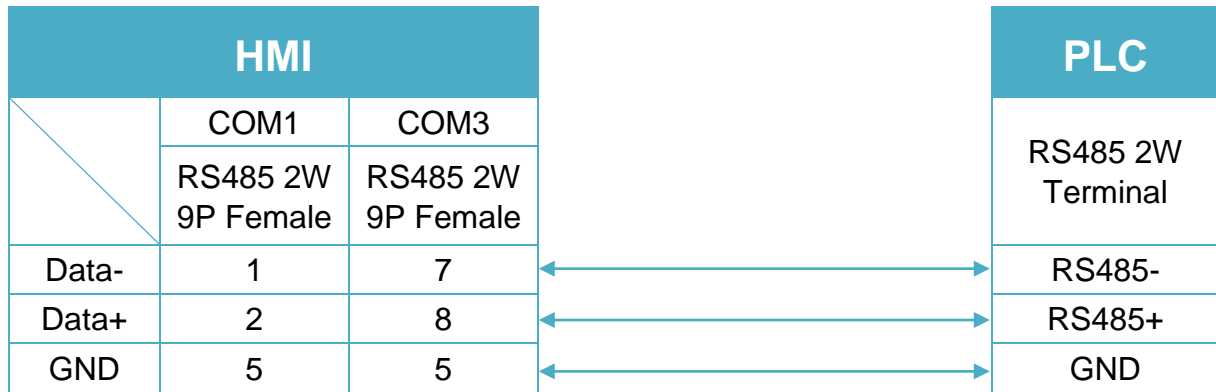 HMI
PLC
COM1 COM3
RS485 2W RS485 2W
9P Female 9P Female
RS485 2W
Terminal
Data- 1 7 RS485-
Data+ 2 8 RS485+
GND 5 5 GND